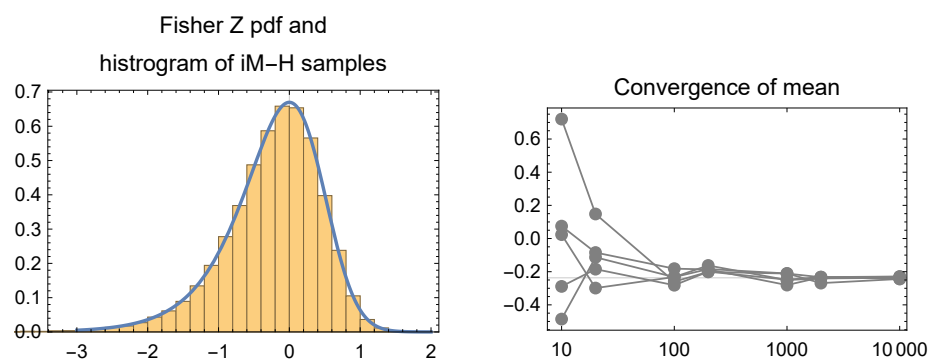 Fisher Z pdf and
histrogram of iM-H samples
0.7
0.6
0.5
0.4
0.3
0.2
0.1
0.0
-3 -2 -1 0 1 2
Convergence of mean
0.6
0.4
0.2
0.0
-0.2
-0.4
10 100 1000 10000